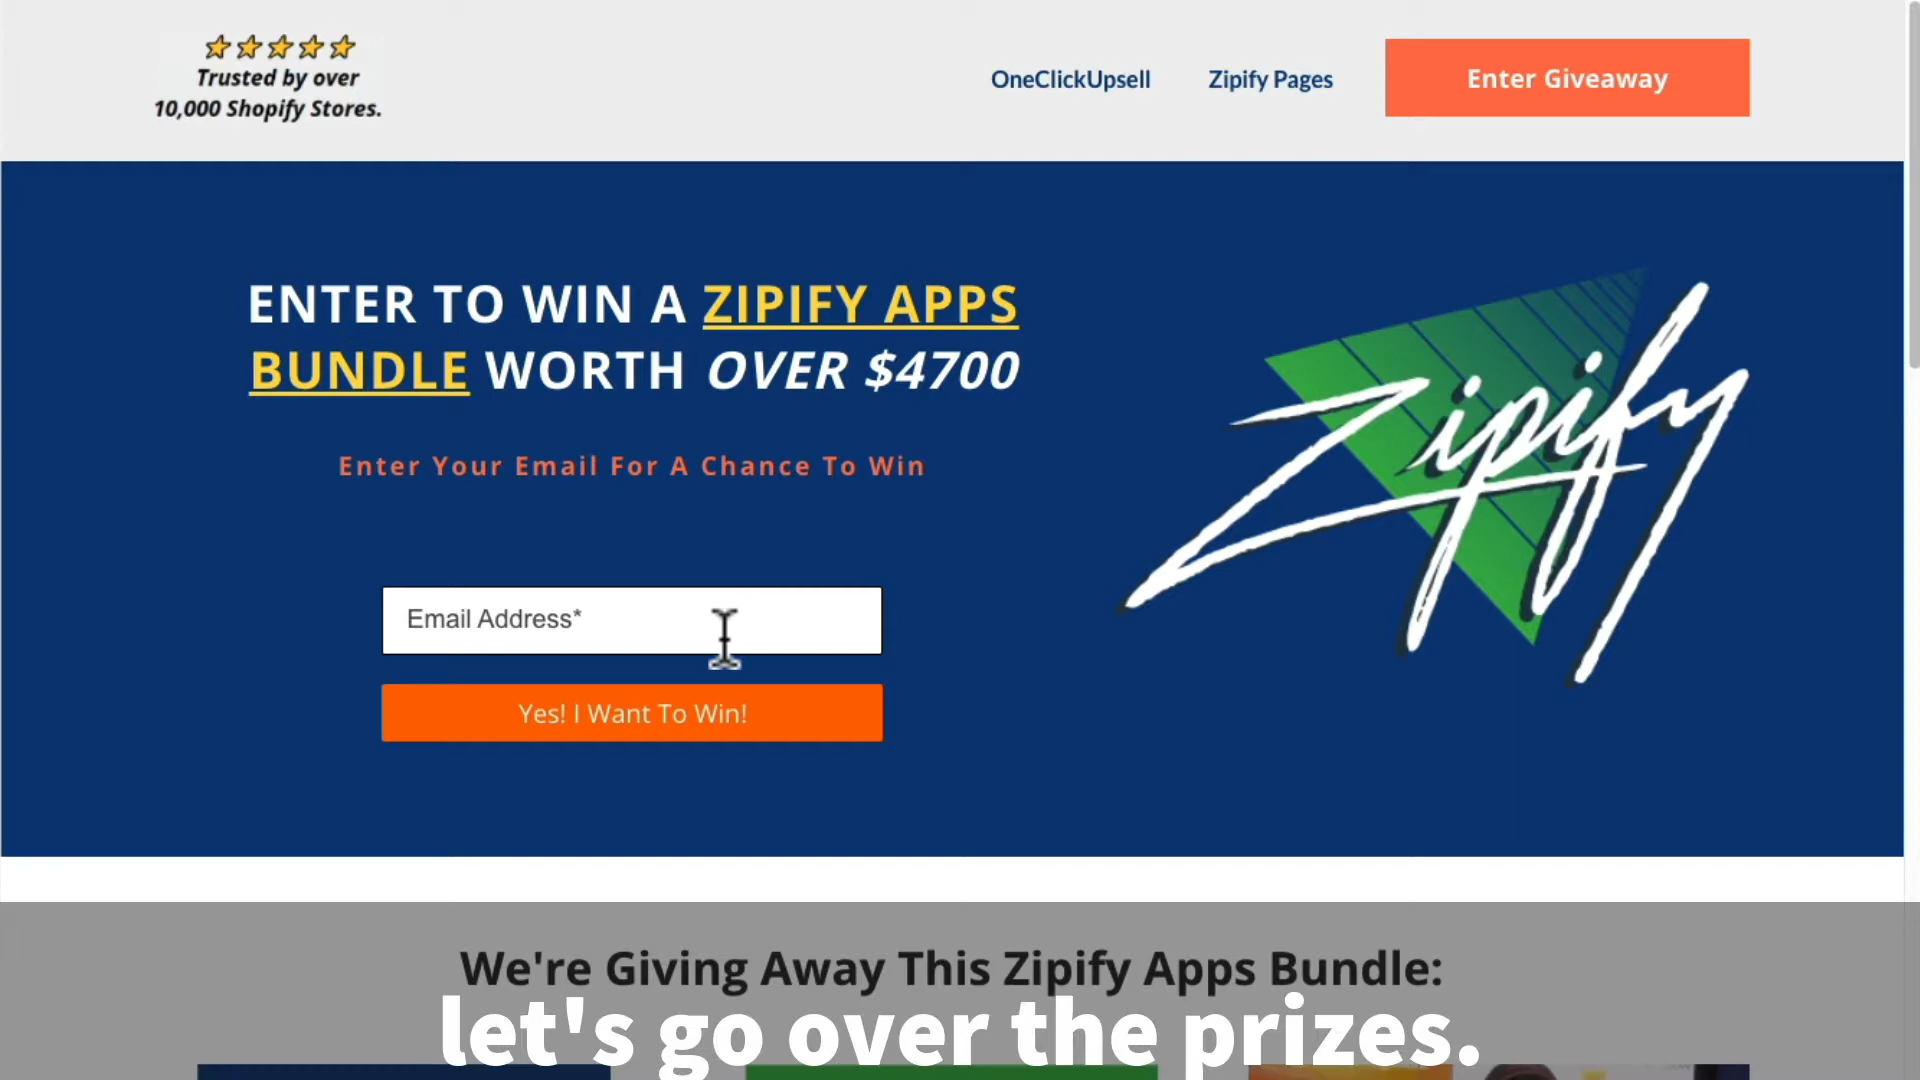 Trusted by over
10,000 Shopify Stores.
OneClickUpsell
Zipify Pages
Enter Giveaway
ENTER TO WIN A ZIPIFY APPS
BUNDLE WORTH OVER $4700
Enter Your Email For A Chance To Win
Zipify
Email Address*
Yes! I Want To Win!
We're Giving Away This Zipify Apps Bundle:
let's go over the prizes.